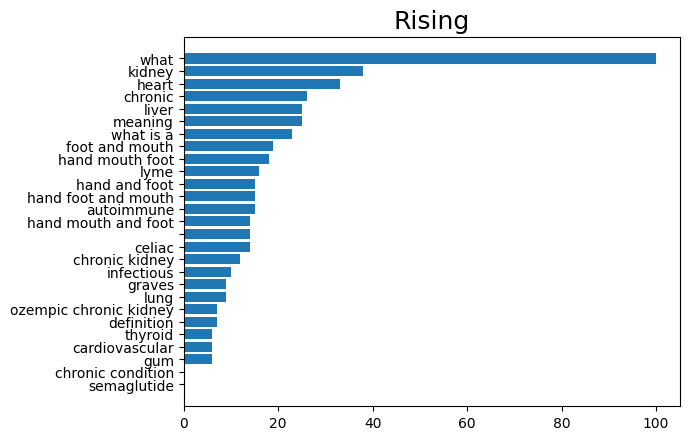 Rising
what
kidney
heart
chronic
liver
meaning
what is a
foot and mouth
hand mouth foot
lyme
hand and foot
hand foot and mouth
autoimmune
hand mouth and foot
celiac
chronic kidney
infectious
graves
lung
ozempic chronic kidney
definition
thyroid
cardiovascular
gum
chronic condition
semaglutide
0 20 40 60 80 100